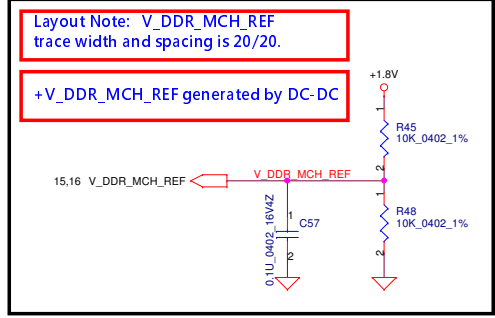 Layout Note: V_DDR_MCH_REF
trace width and spacing is 20/20.
+V_DDR_MCH_REF generated by DC-DC
+1.8V
1
R45
10K_0402_1%
2
15,16 V_DDR_MCH_REF
V_DDR_MCH_REF
1
R48
10K_0402_1%
2
0.1U_0402_16V4Z
1
C57
2